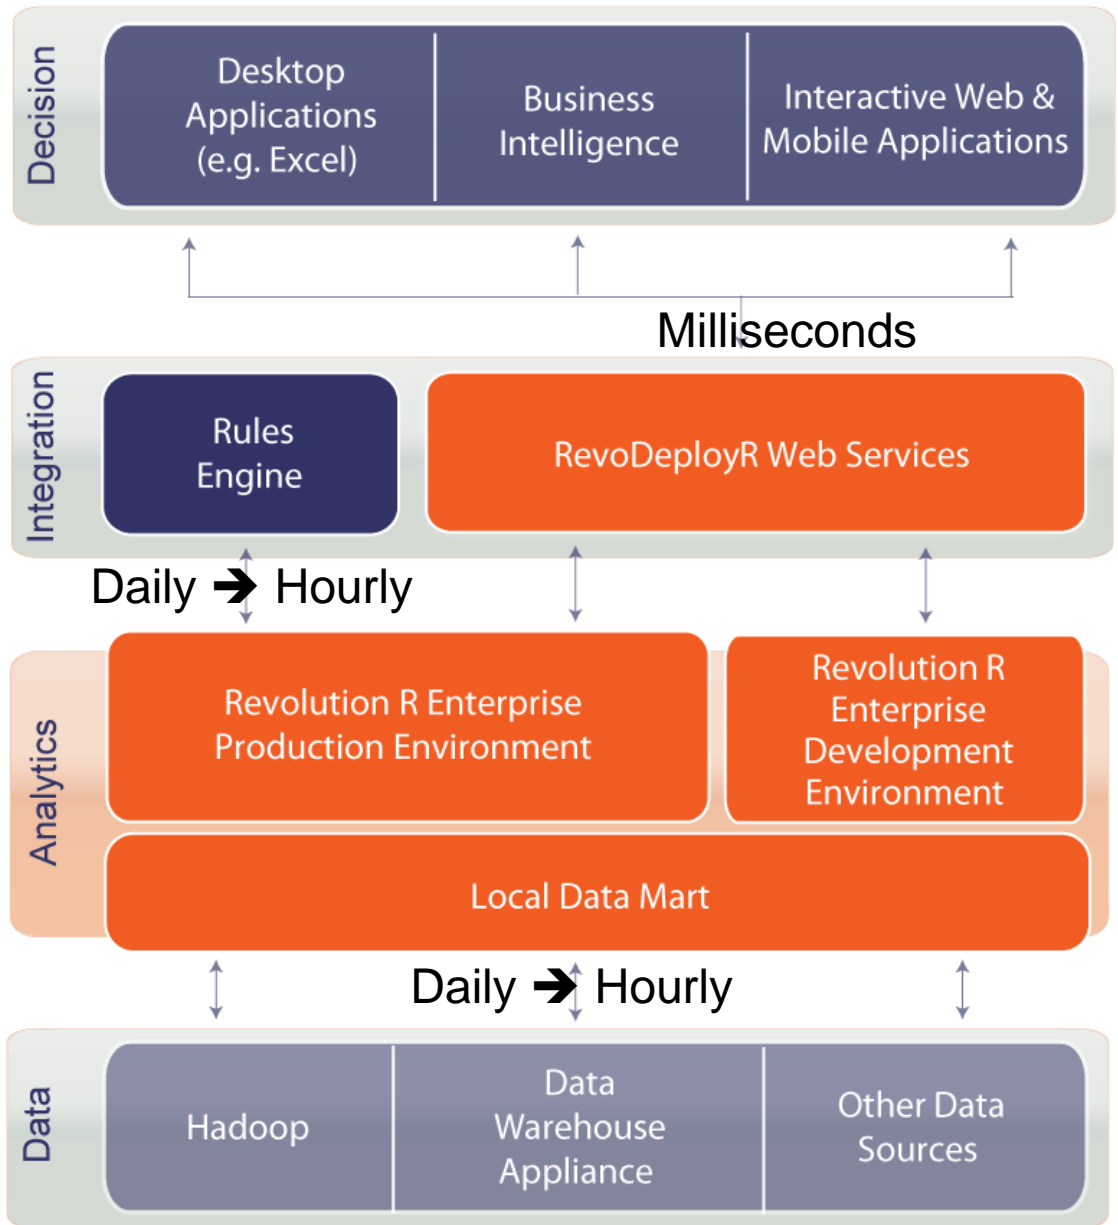 Decision
Desktop
Applications
(e.g. Excel)
Business
Intelligence
Interactive Web &
Mobile Applications
Milliseconds
Integration
Rules
Engine
RevoDeployR Web Services
Daily ➔ Hourly
Analytics
Revolution R Enterprise
Production Environment
Revolution R
Enterprise
Development
Environment
Local Data Mart
Daily ➔ Hourly
Data
Hadoop
Data
Warehouse
Appliance
Other Data
Sources